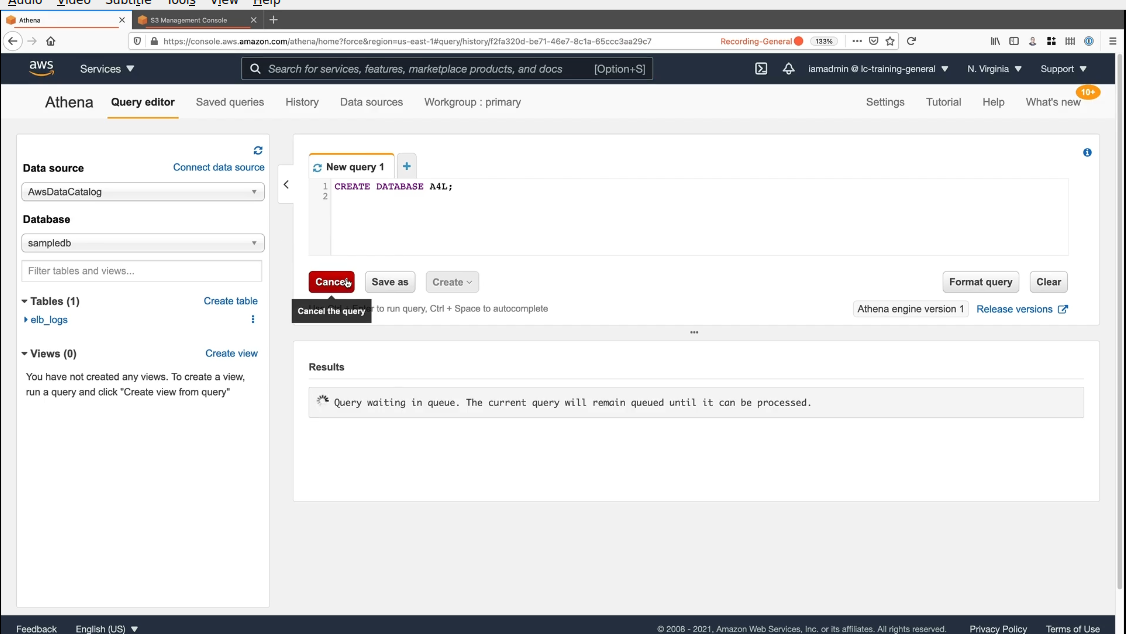 Audio Video Subtitle Tools View Help
Athena
S3 Management Console
https://console.aws.amazon.com/athena/home?force&region=us-east-1#query/history/f2fa320d-be71-46e7-8c1a-65ccc3aa29c7
Recording-General
133%
aws
Services
Search for services, features, marketplace products, and docs [Option+S]
iamadmin @ lc-training-general
N. Virginia
Support
Athena
Query editor
Saved queries
History
Data sources
Workgroup : primary
Settings
Tutorial
Help
What's new
10+
Data source
Connect data source
AwsDataCatalog
Database
sampledb
Filter tables and views...
Tables (1)
Create table
elb_logs
Views (0)
Create view
You have not created any views. To create a view,
run a query and click "Create view from query"
New query 1
1 CREATE DATABASE A4L;
2
Cancel
Save as
Create
Format query
Clear
Cancel the query
to run query, Ctrl + Space to autocomplete
Athena engine version 1
Release versions
Results
Query waiting in queue. The current query will remain queued until it can be processed.
Feedback
English (US)
© 2008 - 2021, Amazon Web Services, Inc. or its affiliates. All rights reserved.
Privacy Policy
Terms of Use